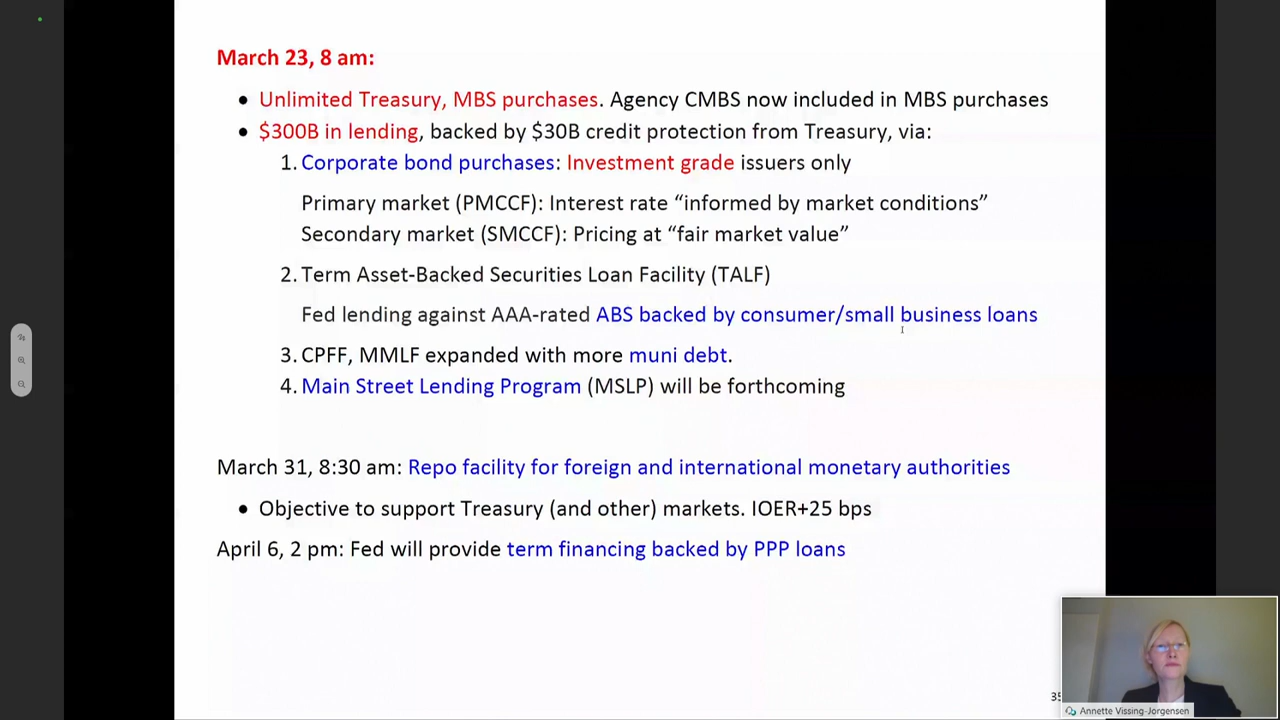 March 23, 8 am:
• Unlimited Treasury, MBS purchases. Agency CMBS now included in MBS purchases
• $300B in lending, backed by $30B credit protection from Treasury, via:
1. Corporate bond purchases: Investment grade issuers only
Primary market (PMCCF): Interest rate “informed by market conditions”
Secondary market (SMCCF): Pricing at “fair market value”
2. Term Asset-Backed Securities Loan Facility (TALF)
Fed lending against AAA-rated ABS backed by consumer/small business loans
3. CPFF, MMLF expanded with more muni debt.
4. Main Street Lending Program (MSLP) will be forthcoming
March 31, 8:30 am: Repo facility for foreign and international monetary authorities
• Objective to support Treasury (and other) markets. IOER+25 bps
April 6, 2 pm: Fed will provide term financing backed by PPP loans
35
Annette Vissing-Jorgensen